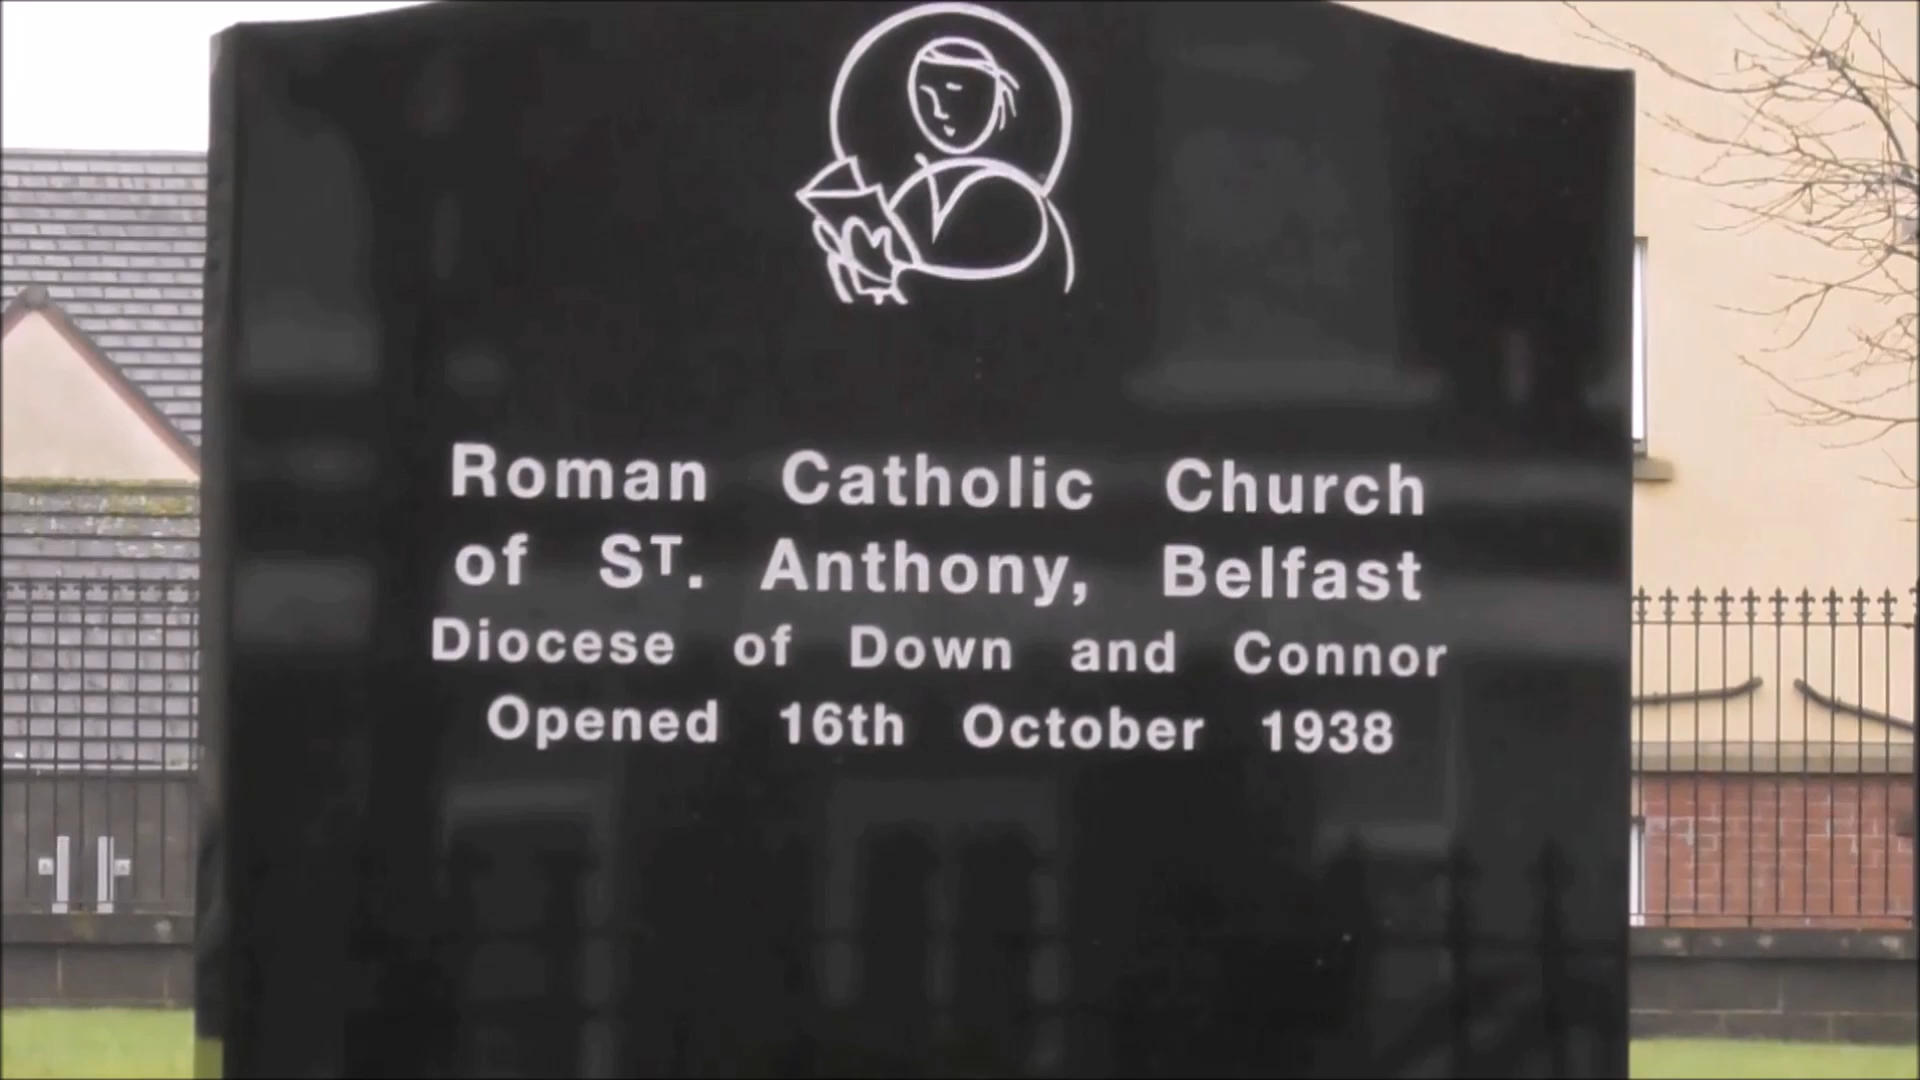 Roman Catholic Church
of ST. Anthony, Belfast
Diocese of Down and Connor
Opened 16th October 1938